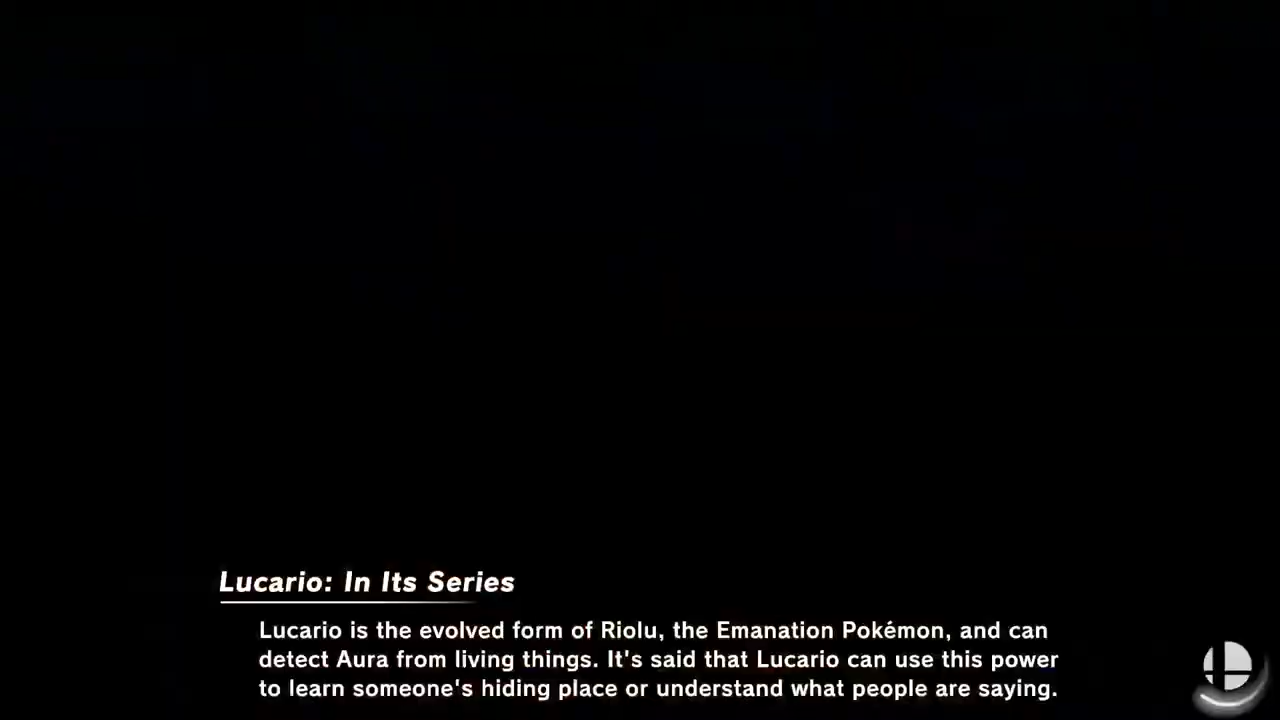 Lucario: In Its Series
Lucario is the evolved form of Riolu, the Emanation Pokémon, and can
detect Aura from living things. It's said that Lucario can use this power
to learn someone's hiding place or understand what people are saying.